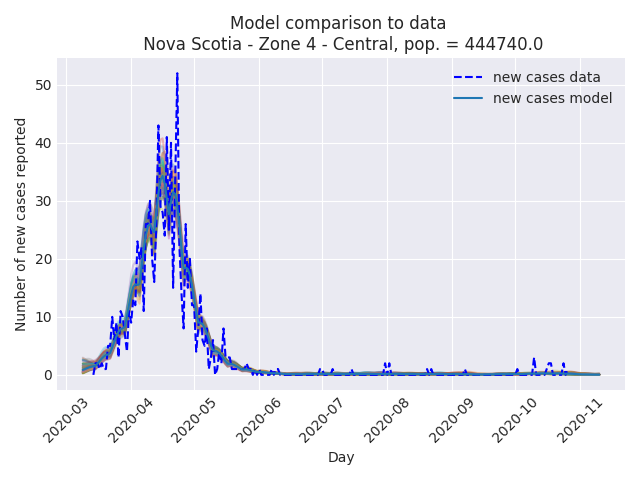 Model comparison to data
Nova Scotia - Zone 4 - Central, pop. = 444740.0
new cases data
new cases model
Number of new cases reported
50
40
30
20
10
0
2020-03
2020-04
2020-05
2020-06
2020-07
2020-08
2020-09
2020-10
2020-11
Day